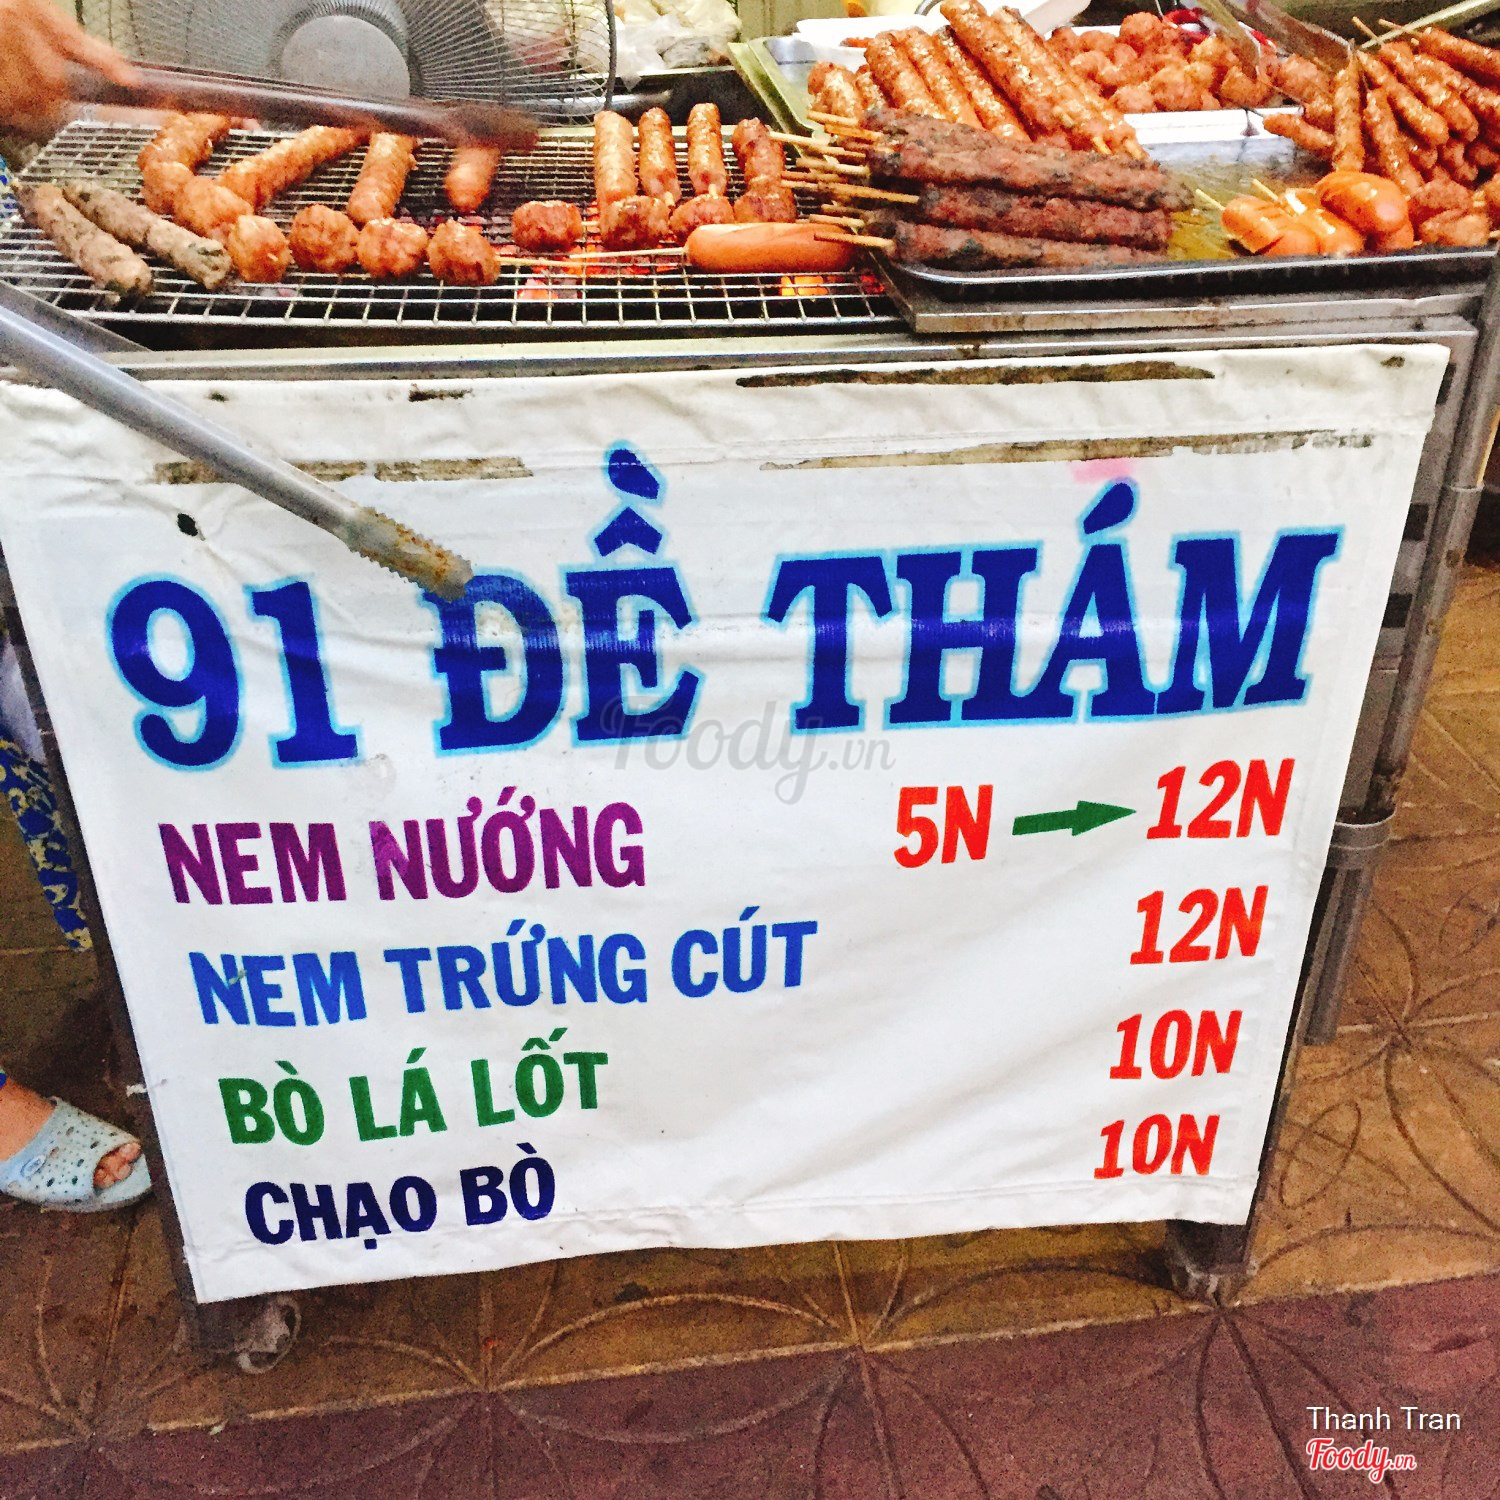 91 ĐỀ THÁM
NEM NƯỚNG 5N → 12N
NEM TRỨNG CÚT 12N
BÒ LÁ LỐT 10N
CHẠO BÒ 10N
Foody.vn
Thanh Tran
Foody.vn